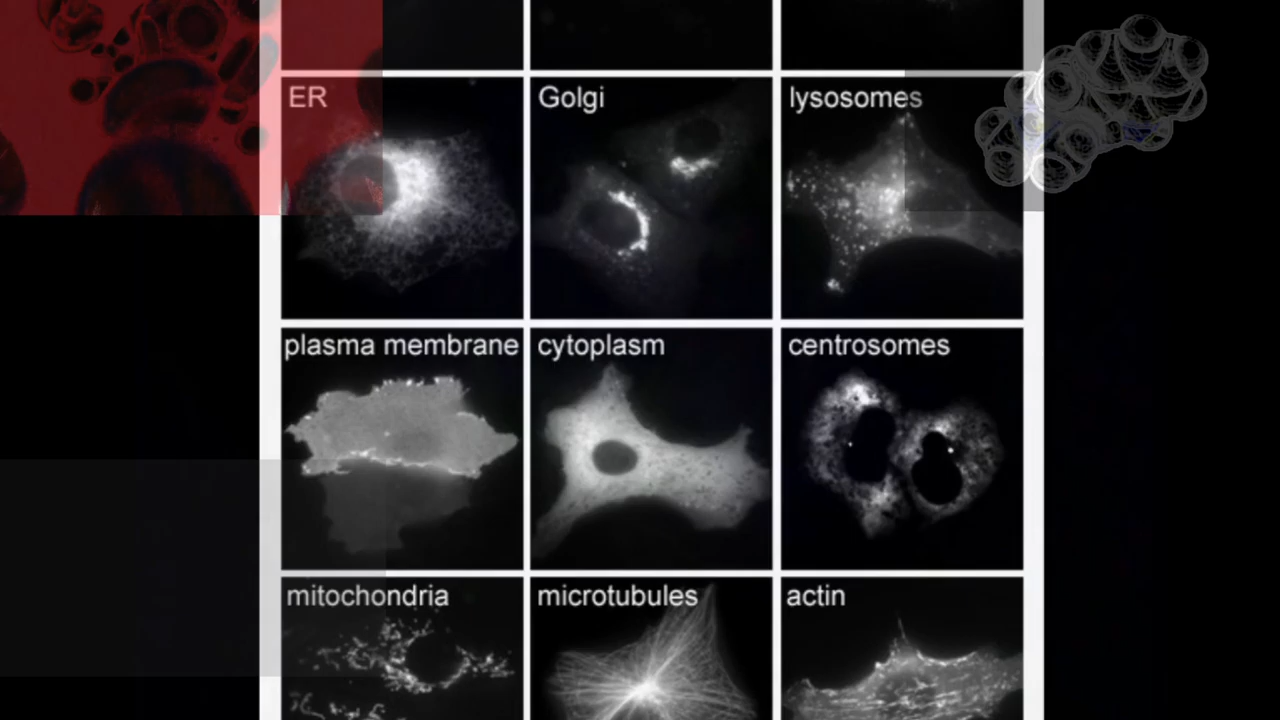 ER
Golgi
lysosomes
plasma membrane
cytoplasm
centrosomes
mitochondria
microtubules
actin